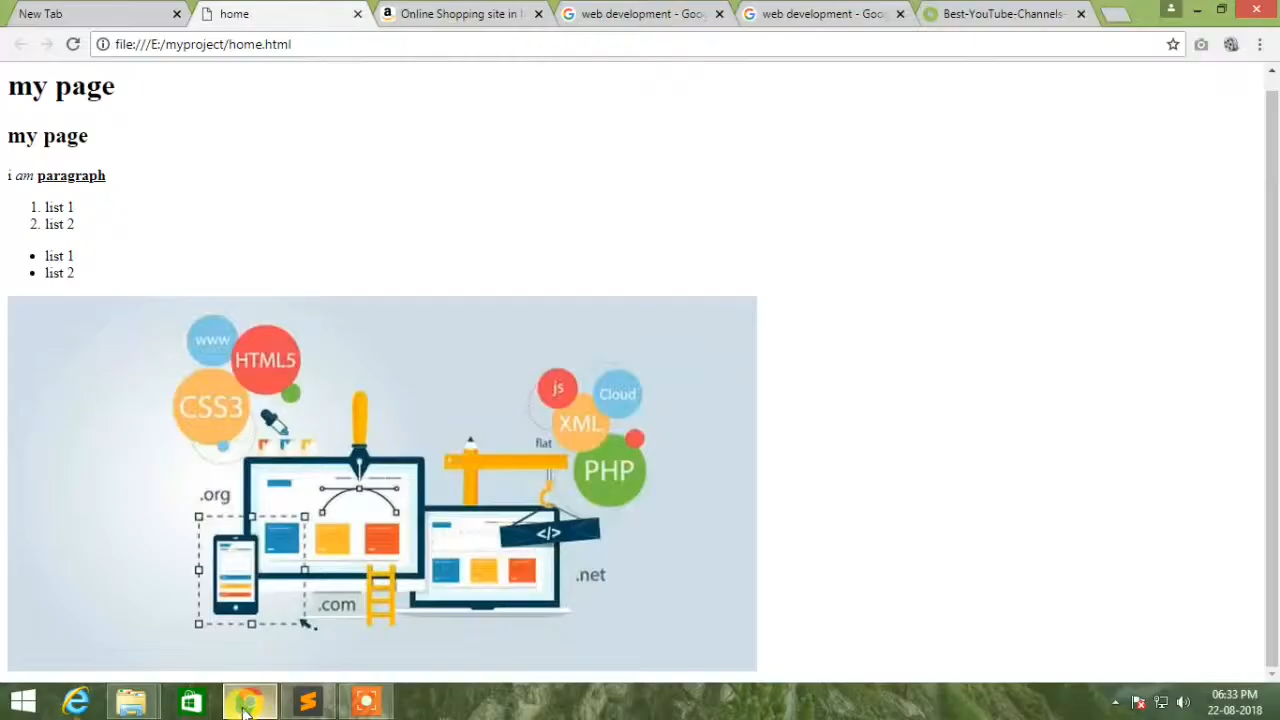 New Tab
home
Online Shopping site in I
web development - Goo
web development - Goo
Best-YouTube-Channels-
file:///E:/myproject/home.html
my page
my page
i am paragraph
1. list 1
2. list 2
• list 1
• list 2
www
HTML5
CSS3
js
Cloud
XML
flat
PHP
.org
</>
.net
.com
06:33 PM
22-08-2018